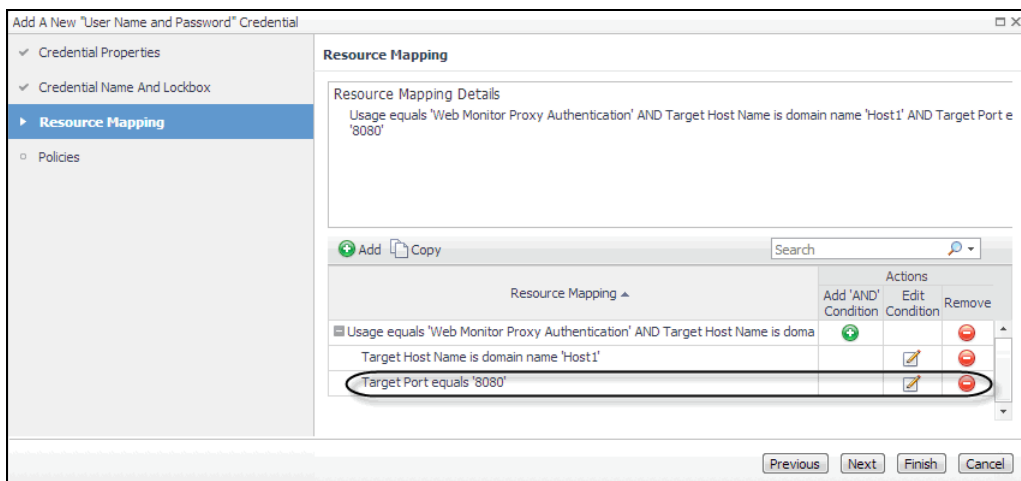 Add A New "User Name and Password" Credential
Credential Properties
Credential Name And Lockbox
Resource Mapping
Policies
Resource Mapping
Resource Mapping Details
Usage equals 'Web Monitor Proxy Authentication' AND Target Host Name is domain name 'Host1' AND Target Port e
'8080'
Add Copy Search
Resource Mapping
Actions
Add 'AND' Condition
Edit Condition
Remove
Usage equals 'Web Monitor Proxy Authentication' AND Target Host Name is doma
Target Host Name is domain name 'Host1'
Target Port equals '8080'
Previous Next Finish Cancel